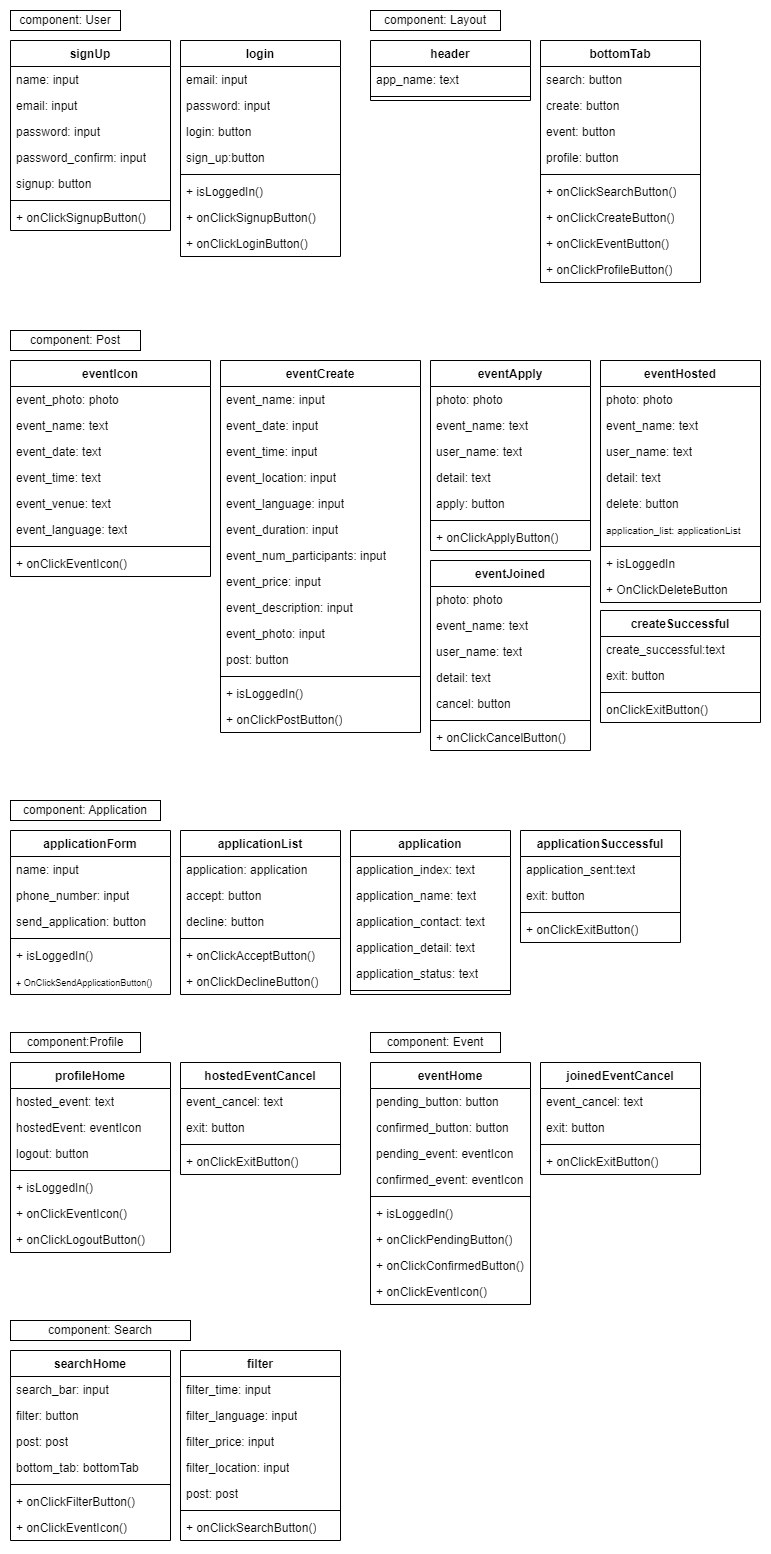 component: User
signUp
name: input
email: input
password: input
password_confirm: input
signup: button
+ onClickSignupButton()
login
email: input
password: input
login: button
sign_up:button
+ isLoggedIn()
+ onClickSignupButton()
+ onClickLoginButton()
component: Layout
header
app_name: text
bottomTab
search: button
create: button
event: button
profile: button
+ onClickSearchButton()
+ onClickCreateButton()
+ onClickEventButton()
+ onClickProfileButton()
component: Post
eventIcon
event_photo: photo
event_name: text
event_date: text
event_time: text
event_venue: text
event_language: text
+ onClickEventIcon()
eventCreate
event_name: input
event_date: input
event_time: input
event_location: input
event_language: input
event_duration: input
event_num_participants: input
event_price: input
event_description: input
event_photo: input
post: button
+ isLoggedIn()
+ onClickPostButton()
eventApply
photo: photo
event_name: text
user_name: text
detail: text
apply: button
+ onClickApplyButton()
eventJoined
photo: photo
event_name: text
user_name: text
detail: text
cancel: button
+ onClickCancelButton()
eventHosted
photo: photo
event_name: text
user_name: text
detail: text
delete: button
application_list: applicationList
+ isLoggedIn
+ OnClickDeleteButton
createSuccessful
create_successful:text
exit: button
onClickExitButton()
component: Application
applicationForm
name: input
phone_number: input
send_application: button
+ isLoggedIn()
+ OnClickSendApplicationButton()
applicationList
application: application
accept: button
decline: button
+ onClickAcceptButton()
+ onClickDeclineButton()
application
application_index: text
application_name: text
application_contact: text
application_detail: text
application_status: text
applicationSuccessful
application_sent:text
exit: button
+ onClickExitButton()
component:Profile
profileHome
hosted_event: text
hostedEvent: eventIcon
logout: button
+ isLoggedIn()
+ onClickEventIcon()
+ onClickLogoutButton()
hostedEventCancel
event_cancel: text
exit: button
+ onClickExitButton()
component: Event
eventHome
pending_button: button
confirmed_button: button
pending_event: eventIcon
confirmed_event: eventIcon
+ isLoggedIn()
+ onClickPendingButton()
+ onClickConfirmedButton()
+ onClickEventIcon()
joinedEventCancel
event_cancel: text
exit: button
+ onClickExitButton()
component: Search
searchHome
search_bar: input
filter: button
post: post
bottom_tab: bottomTab
+ onClickFilterButton()
+ onClickEventIcon()
filter
filter_time: input
filter_language: input
filter_price: input
filter_location: input
post: post
+ onClickSearchButton()